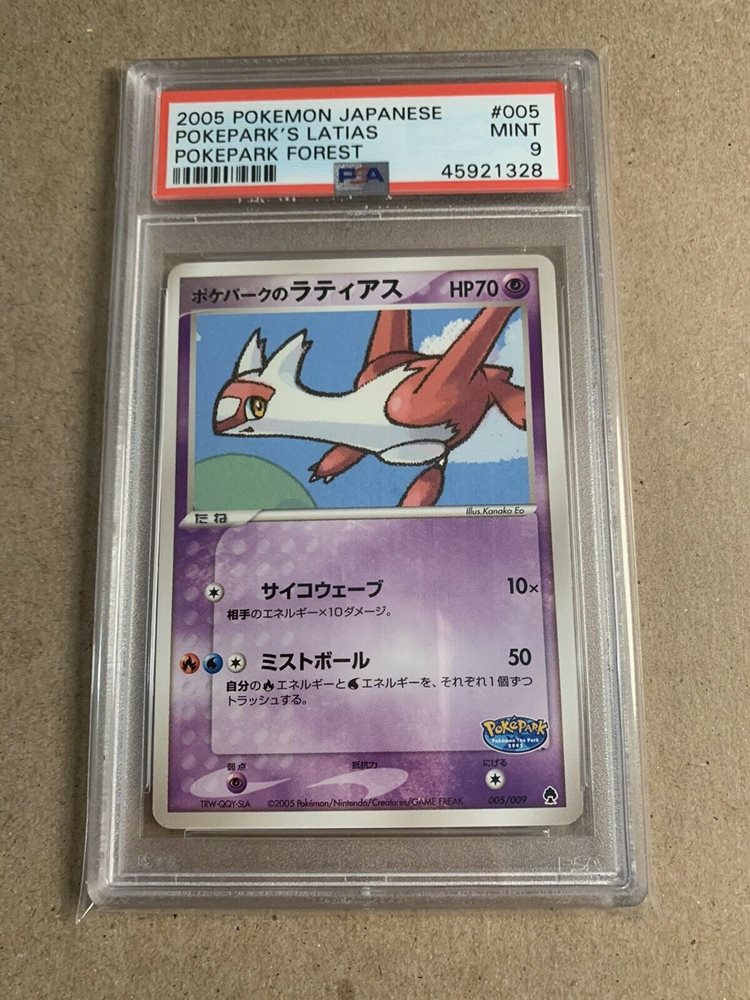 2005 POKEMON JAPANESE #005
POKEPARK'S LATIAS MINT
POKEPARK FOREST 9
PSA 45921328
ポケパークのラティアス HP70
たね Illus.Kanako Eo
サイコウェーブ 10×
相手のエネルギー×10ダメージ。
ミストボール 50
自分のエネルギーとエネルギーを、それぞれ1個ずつ
トラッシュする。
POKéPARK
Pokémon The Park
2005
弱点 抵抗力 にげる
TRW-QQY-SLA ©2005 Pokémon/Nintendo/Creatures/GAME FREAK 005/009